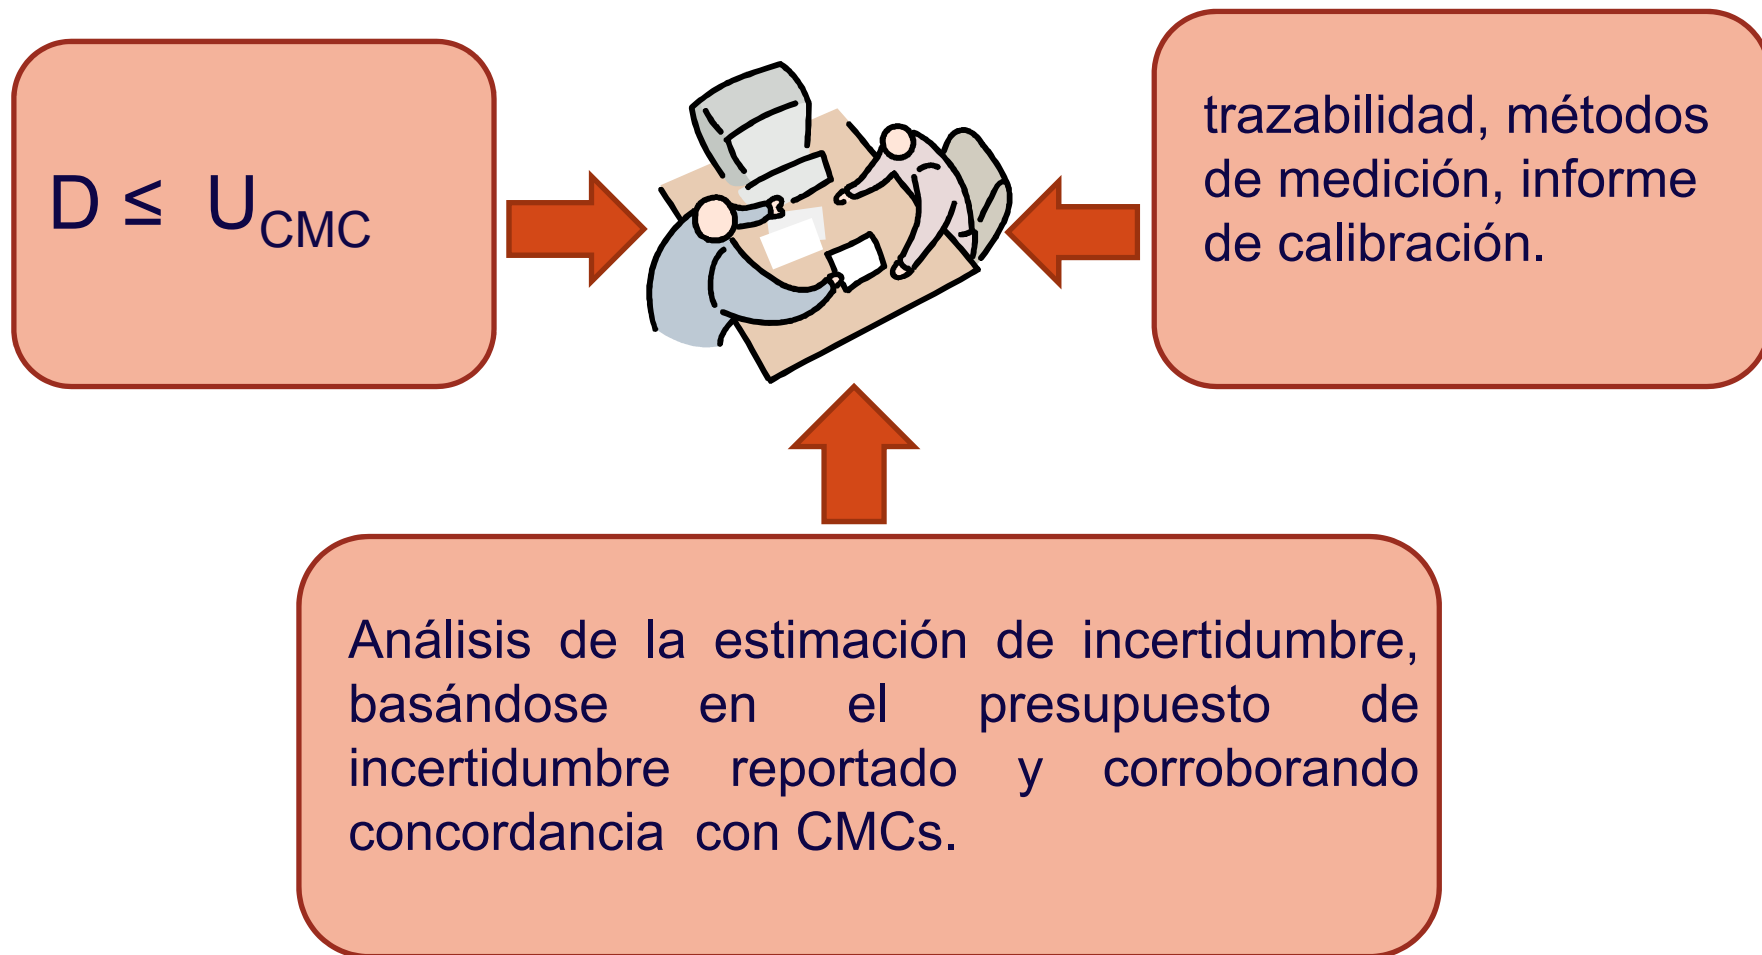 D ≤ U_CMC
trazabilidad, métodos
de medición, informe
de calibración.
Análisis de la estimación de incertidumbre,
basándose en el presupuesto de
incertidumbre reportado y corroborando
concordancia con CMCs.